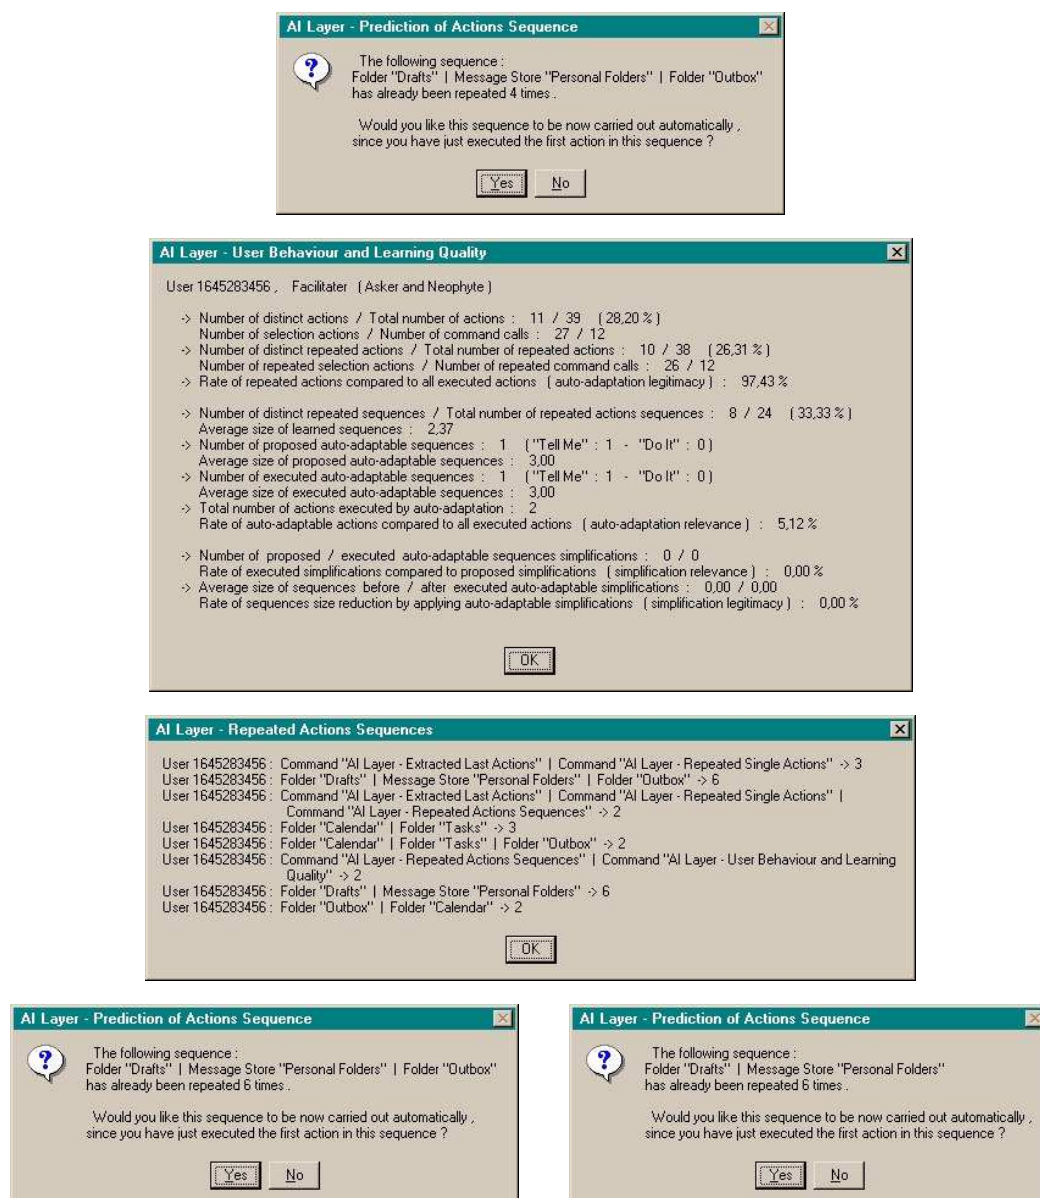 AI Layer - Prediction of Actions Sequence
The following sequence :
Folder "Drafts" | Message Store "Personal Folders" | Folder "Outbox"
has already been repeated 4 times .
Would you like this sequence to be now carried out automatically ,
since you have just executed the first action in this sequence ?
Yes No
AI Layer - User Behaviour and Learning Quality
User 1645283456 , Facilitater ( Asker and Neophyte )
-> Number of distinct actions / Total number of actions : 11 / 39 ( 28,20 % )
Number of selection actions / Number of command calls : 27 / 12
-> Number of distinct repeated actions / Total number of repeated actions : 10 / 38 ( 26,31 % )
Number of repeated selection actions / Number of repeated command calls : 26 / 12
-> Rate of repeated actions compared to all executed actions ( auto-adaptation legitimacy ) : 97,43 %
-> Number of distinct repeated sequences / Total number of repeated actions sequences : 8 / 24 ( 33,33 % )
Average size of learned sequences : 2,37
-> Number of proposed auto-adaptable sequences : 1 ( "Tell Me" : 1 - "Do It" : 0 )
Average size of proposed auto-adaptable sequences : 3,00
-> Number of executed auto-adaptable sequences : 1 ( "Tell Me" : 1 - "Do It" : 0 )
Average size of executed auto-adaptable sequences : 3,00
-> Total number of actions executed by auto-adaptation : 2
Rate of auto-adaptable actions compared to all executed actions ( auto-adaptation relevance ) : 5,12 %
-> Number of proposed / executed auto-adaptable sequences simplifications : 0 / 0
Rate of executed simplifications compared to proposed simplifications ( simplification relevance ) : 0,00 %
-> Average size of sequences before / after executed auto-adaptable simplifications : 0,00 / 0,00
Rate of sequences size reduction by applying auto-adaptable simplifications ( simplification legitimacy ) : 0,00 %
OK
AI Layer - Repeated Actions Sequences
User 1645283456 : Command "AI Layer - Extracted Last Actions" | Command "AI Layer - Repeated Single Actions" -> 3
User 1645283456 : Folder "Drafts" | Message Store "Personal Folders" | Folder "Outbox" -> 6
User 1645283456 : Command "AI Layer - Extracted Last Actions" | Command "AI Layer - Repeated Single Actions" |
Command "AI Layer - Repeated Actions Sequences" -> 2
User 1645283456 : Folder "Calendar" | Folder "Tasks" -> 3
User 1645283456 : Folder "Calendar" | Folder "Tasks" | Folder "Outbox" -> 2
User 1645283456 : Command "AI Layer - Repeated Actions Sequences" | Command "AI Layer - User Behaviour and Learning
Quality" -> 2
User 1645283456 : Folder "Drafts" | Message Store "Personal Folders" -> 6
User 1645283456 : Folder "Outbox" | Folder "Calendar" -> 2
OK
AI Layer - Prediction of Actions Sequence
The following sequence :
Folder "Drafts" | Message Store "Personal Folders" | Folder "Outbox"
has already been repeated 6 times .
Would you like this sequence to be now carried out automatically ,
since you have just executed the first action in this sequence ?
Yes No
AI Layer - Prediction of Actions Sequence
The following sequence :
Folder "Drafts" | Message Store "Personal Folders"
has already been repeated 6 times .
Would you like this sequence to be now carried out automatically ,
since you have just executed the first action in this sequence ?
Yes No